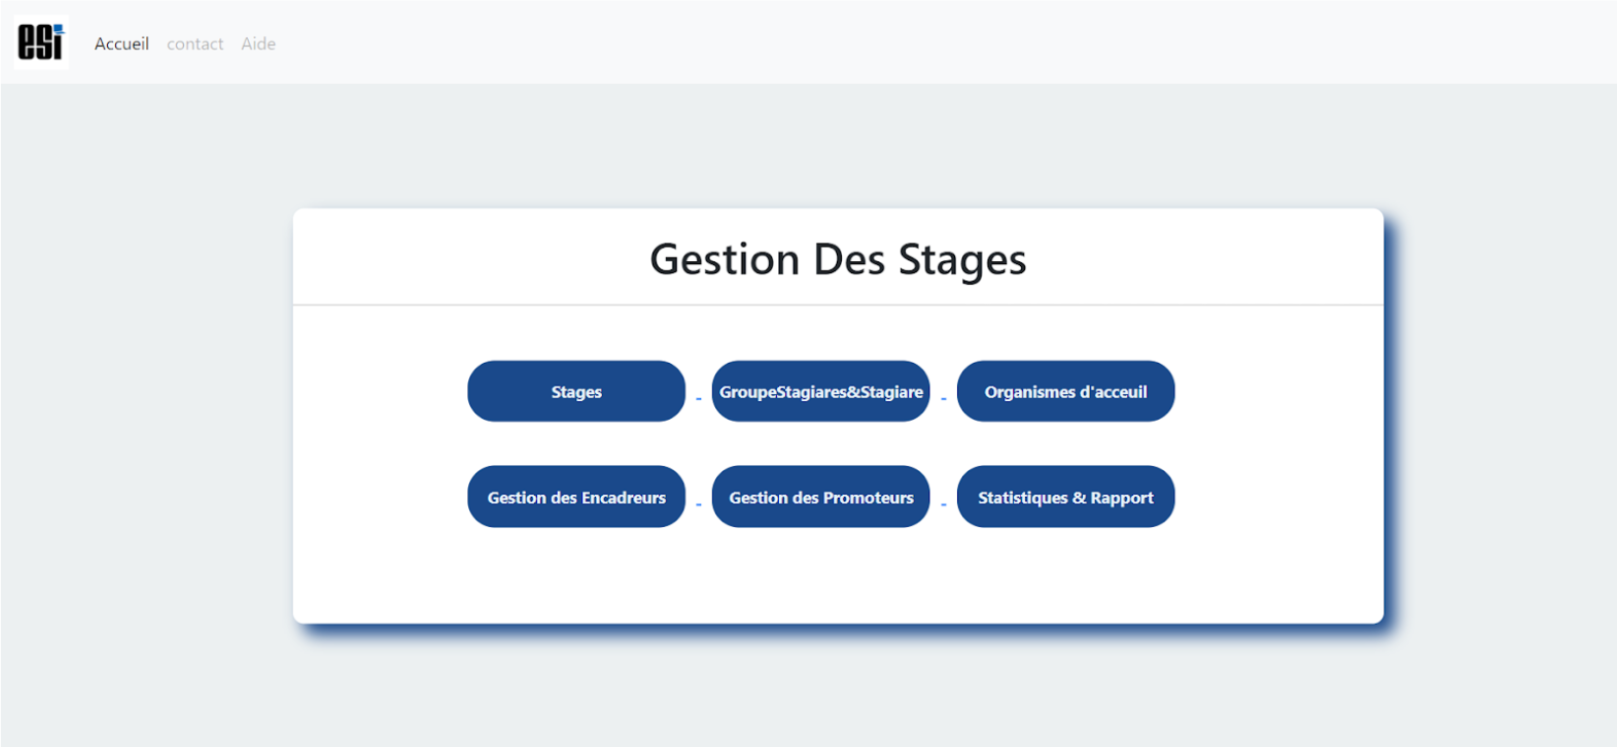 esi Accueil contact Aide
Gestion Des Stages
Stages - GroupeStagiares&Stagiare - Organismes d'acceuil
Gestion des Encadreurs - Gestion des Promoteurs - Statistiques & Rapport